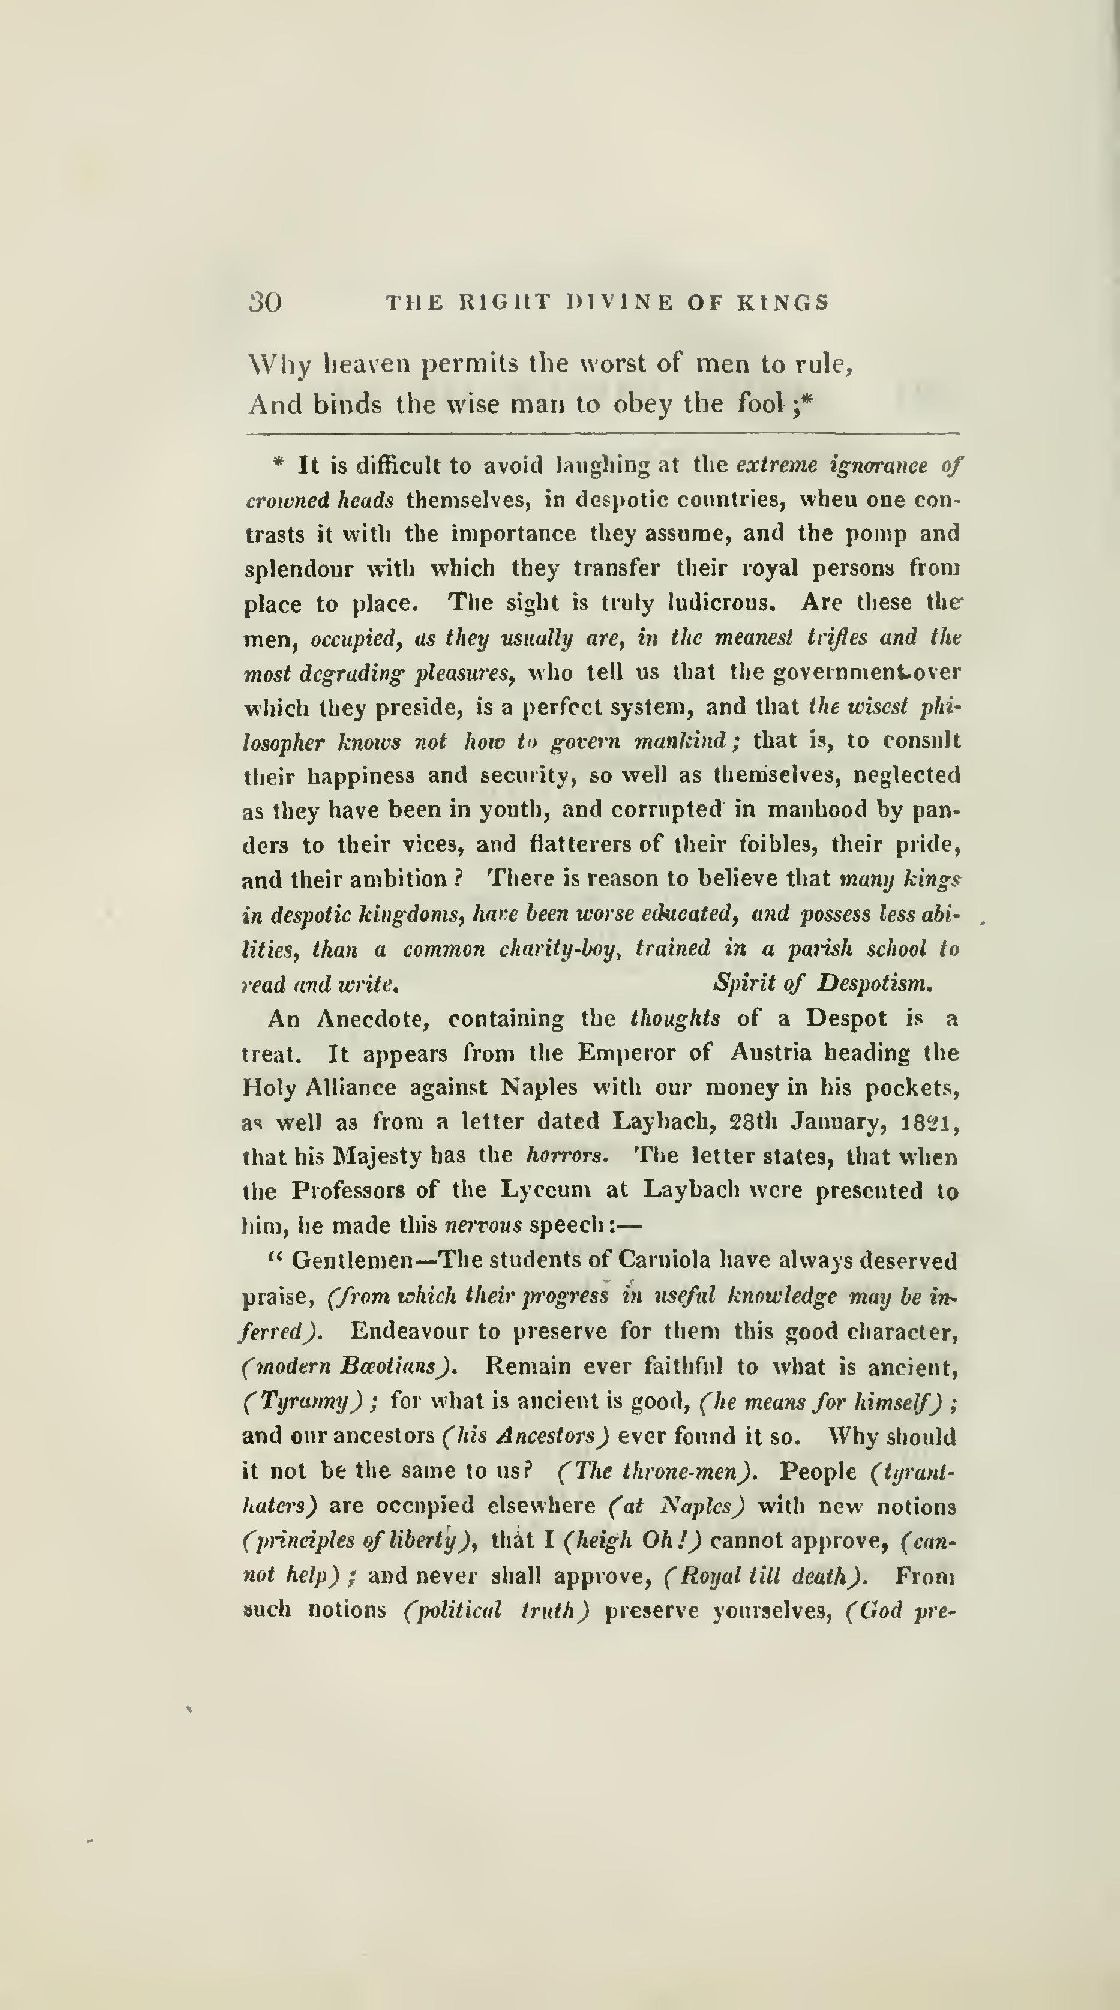 30 THE RIGHT DIVINE OF KINGS
Why heaven permits the worst of men to rule,
And binds the wise man to obey the fool;*
* It is difficult to avoid laughing at the extreme ignorance of
crowned heads themselves, in despotic countries, when one con-
trasts it with the importance they assume, and the pomp and
splendour with which they transfer their royal persons from
place to place. The sight is truly ludicrous. Are these the
men, occupied, as they usually are, in the meanest trifles and the
most degrading pleasures, who tell us that the government over
which they preside, is a perfect system, and that the wisest phi-
losopher knows not how to govern mankind; that is, to consult
their happiness and security, so well as themselves, neglected
as they have been in youth, and corrupted in manhood by pan-
ders to their vices, and flatterers of their foibles, their pride,
and their ambition? There is reason to believe that many kings
in despotic kingdoms, have been worse educated, and possess less abi-
lities, than a common charity-boy, trained in a parish school to
read and write. Spirit of Despotism.
An Anecdote, containing the thoughts of a Despot is a
treat. It appears from the Emperor of Austria heading the
Holy Alliance against Naples with our money in his pockets,
as well as from a letter dated Laybach, 28th January, 1821,
that his Majesty has the horrors. The letter states, that when
the Professors of the Lyceum at Laybach were presented to
him, he made this nervous speech:—
“ Gentlemen—The students of Carniola have always deserved
praise, (from which their progress in useful knowledge may be in-
ferred). Endeavour to preserve for them this good character,
(modern Bœotians). Remain ever faithful to what is ancient,
(Tyranny); for what is ancient is good, (he means for himself);
and our ancestors (his Ancestors) ever found it so. Why should
it not be the same to us? (The throne-men). People (tyrant-
haters) are occupied elsewhere (at Naples) with new notions
(principles of liberty), that I (heigh Oh!) cannot approve, (can-
not help); and never shall approve, (Royal till death). From
such notions (political truth) preserve yourselves, (God pre-